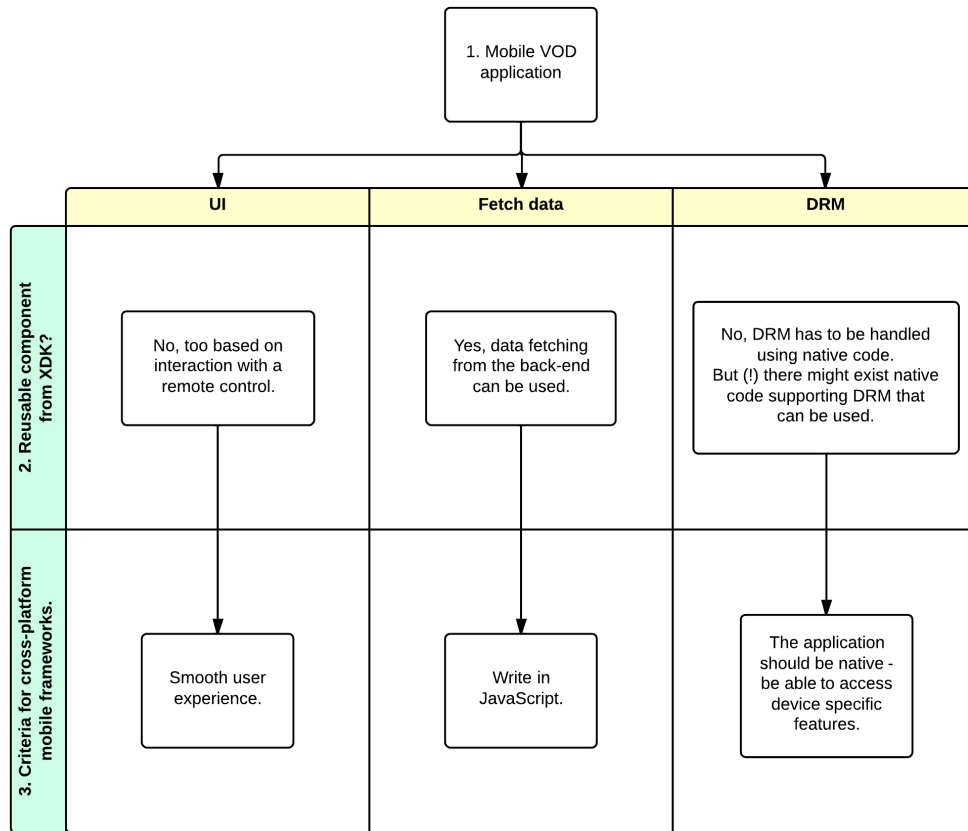 1. Mobile VOD
application
UI
Fetch data
DRM
2. Reusable component
from XDK?
No, too based on
interaction with a
remote control.
Yes, data fetching
from the back-end
can be used.
No, DRM has to be handled
using native code.
But (!) there might exist native
code supporting DRM that
can be used.
3. Criteria for cross-platform
mobile frameworks.
Smooth user
experience.
Write in
JavaScript.
The application
should be native -
be able to access
device specific
features.